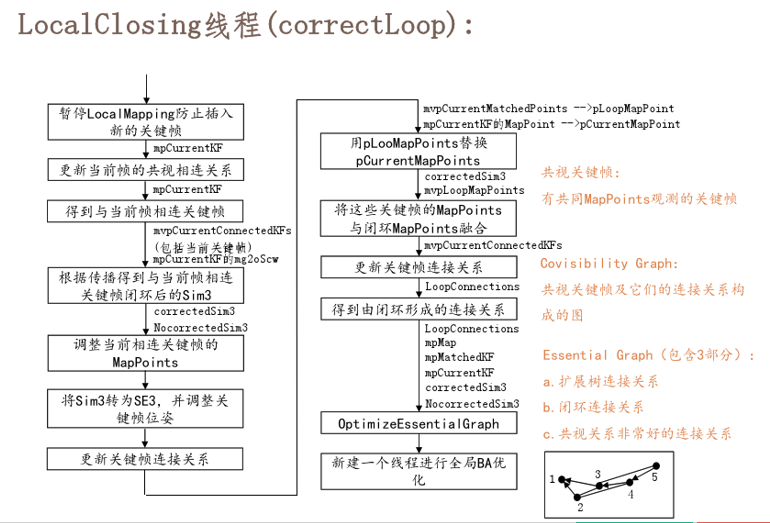 LocalClosing线程(correctLoop):
暂停LocalMapping防止插入
新的关键帧
mpCurrentKF
更新当前帧的共视相连关系
mpCurrentKF
得到与当前帧相连关键帧
mvpCurrentConnectedKFs
(包括当前关键帧)
mpCurrentKF的mg2oScw
根据传播得到与当前帧相连
关键帧闭环后的Sim3
correctedSim3
NocorrectedSim3
调整当前相连关键帧的
MapPoints
将Sim3转为SE3，并调整关
键帧位姿
更新关键帧连接关系
mvpCurrentMatchedPoints -->pLoopMapPoint
mpCurrentKF的MapPoint -->pCurrentMapPoint
用pLooMapPoints替换
pCurrentMapPoints
correctedSim3
mvpLoopMapPoints
将这些关键帧的MapPoints
与闭环MapPoints融合
mvpCurrentConnectedKFs
更新关键帧连接关系
LoopConnections
得到由闭环形成的连接关系
LoopConnections
mpMap
mpMatchedKF
mpCurrentKF
correctedSim3
NocorrectedSim3
OptimizeEssentialGraph
新建一个线程进行全局BA优
化
共视关键帧：
有共同MapPoints观测的关键帧
Covisibility Graph:
共视关键帧及它们的连接关系构
成的图
Essential Graph（包含3部分）：
a.扩展树连接关系
b.闭环连接关系
c.共视关系非常好的连接关系
1
2
3
4
5